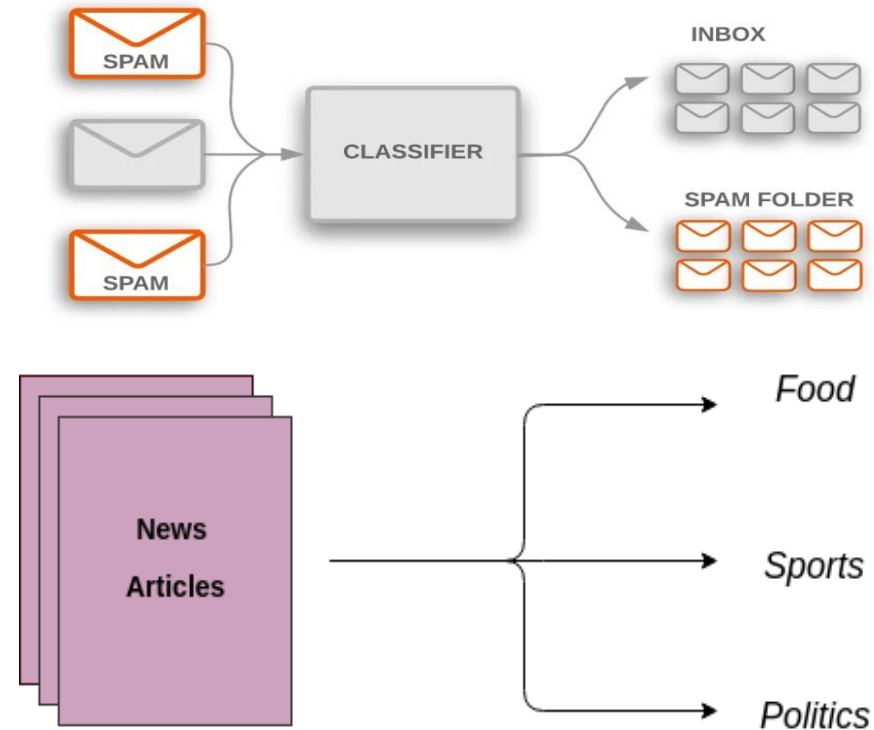 SPAM
SPAM
CLASSIFIER
INBOX
SPAM FOLDER
News
Articles
Food
Sports
Politics